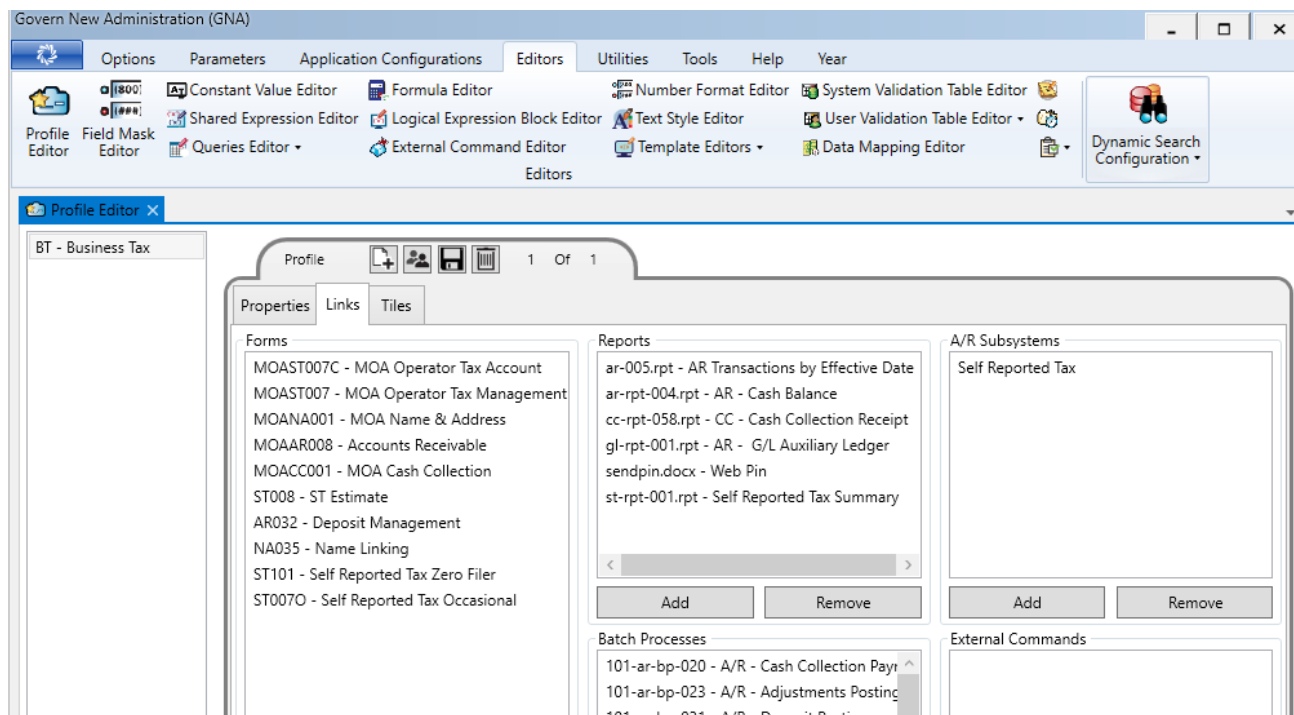 Govern New Administration (GNA)
Options Parameters Application Configurations Editors Utilities Tools Help Year
Profile Editor
Field Mask Editor
Constant Value Editor
Shared Expression Editor
Queries Editor
Formula Editor
Logical Expression Block Editor
External Command Editor
Number Format Editor
Text Style Editor
Template Editors
System Validation Table Editor
User Validation Table Editor
Data Mapping Editor
Dynamic Search
Configuration
Editors
Profile Editor
BT - Business Tax
Profile 1 Of 1
Properties Links Tiles
Forms
MOAST007C - MOA Operator Tax Account
MOAST007 - MOA Operator Tax Management
MOANA001 - MOA Name & Address
MOAAR008 - Accounts Receivable
MOACC001 - MOA Cash Collection
ST008 - ST Estimate
AR032 - Deposit Management
NA035 - Name Linking
ST101 - Self Reported Tax Zero Filer
ST007O - Self Reported Tax Occasional
Reports
ar-005.rpt - AR Transactions by Effective Date
ar-rpt-004.rpt - AR - Cash Balance
cc-rpt-058.rpt - CC - Cash Collection Receipt
gl-rpt-001.rpt - AR - G/L Auxiliary Ledger
sendpin.docx - Web Pin
st-rpt-001.rpt - Self Reported Tax Summary
Add Remove
A/R Subsystems
Self Reported Tax
Add Remove
Batch Processes
101-ar-bp-020 - A/R - Cash Collection
101-ar-bp-023 - A/R - Adjustments Posting
External Commands